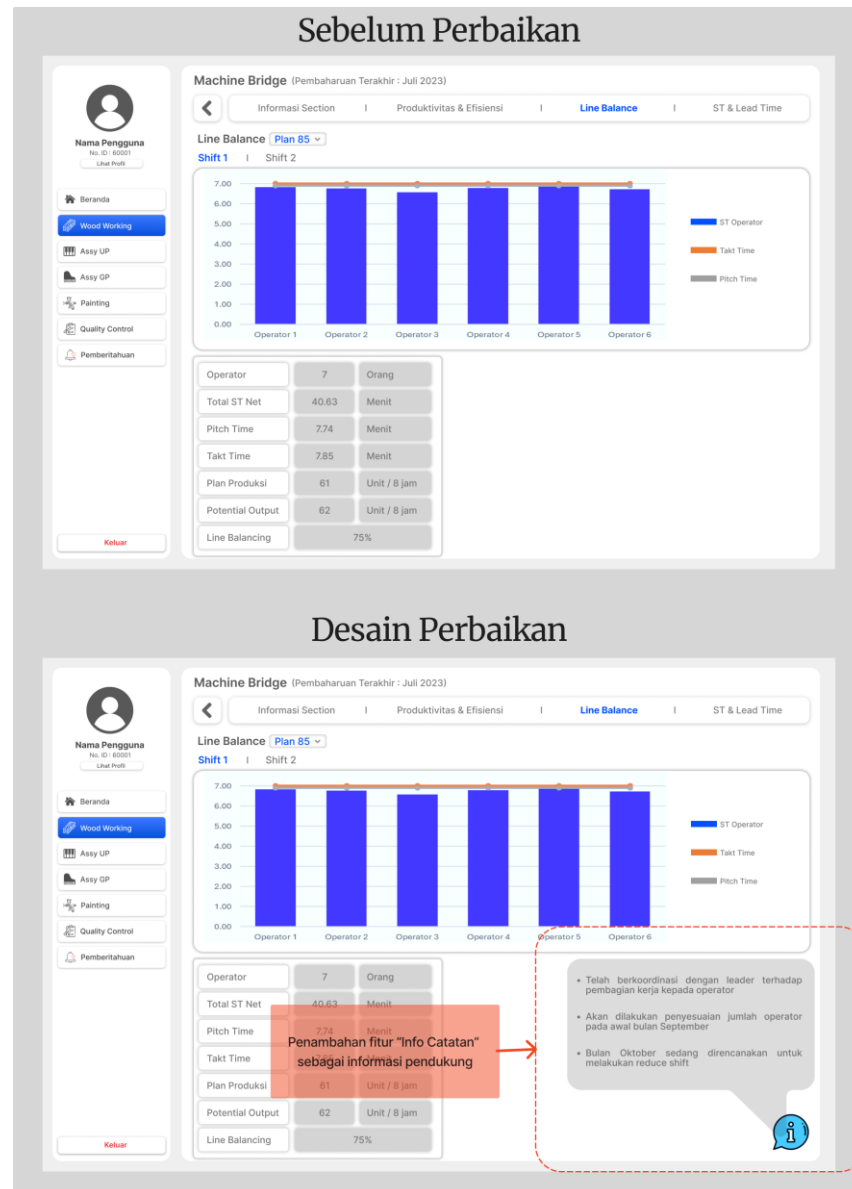 Sebelum Perbaikan
Nama Pengguna
No. ID : 60001
Lihat Profil
Beranda
Wood Working
Assy UP
Assy GP
Painting
Quality Control
Pemberitahuan
Keluar
Machine Bridge (Pembaharuan Terakhir : Juli 2023)
Informasi Section | Produktivitas & Efisiensi | Line Balance | ST & Lead Time
Line Balance Plan 85
Shift 1 | Shift 2
7.00
6.00
5.00
4.00
3.00
2.00
1.00
0.00
Operator 1 Operator 2 Operator 3 Operator 4 Operator 5 Operator 6
ST Operator
Takt Time
Pitch Time
Operator 7 Orang
Total ST Net 40.63 Menit
Pitch Time 7.74 Menit
Takt Time 7.85 Menit
Plan Produksi 61 Unit / 8 jam
Potential Output 62 Unit / 8 jam
Line Balancing 75%
Desain Perbaikan
Nama Pengguna
No. ID : 60001
Lihat Profil
Beranda
Wood Working
Assy UP
Assy GP
Painting
Quality Control
Pemberitahuan
Keluar
Machine Bridge (Pembaharuan Terakhir : Juli 2023)
Informasi Section | Produktivitas & Efisiensi | Line Balance | ST & Lead Time
Line Balance Plan 85
Shift 1 | Shift 2
7.00
6.00
5.00
4.00
3.00
2.00
1.00
0.00
Operator 1 Operator 2 Operator 3 Operator 4 Operator 5 Operator 6
ST Operator
Takt Time
Pitch Time
Operator 7 Orang
Total ST Net 40.63 Menit
Pitch Time 7.74 Menit
Takt Time
Plan Produksi 61 Unit / 8 jam
Potential Output 62 Unit / 8 jam
Line Balancing 75%
Penambahan fitur "Info Catatan"
sebagai informasi pendukung
• Telah berkoordinasi dengan leader terhadap
pembagian kerja kepada operator
• Akan dilakukan penyesuaian jumlah operator
pada awal bulan September
• Bulan Oktober sedang direncanakan untuk
melakukan reduce shift
i